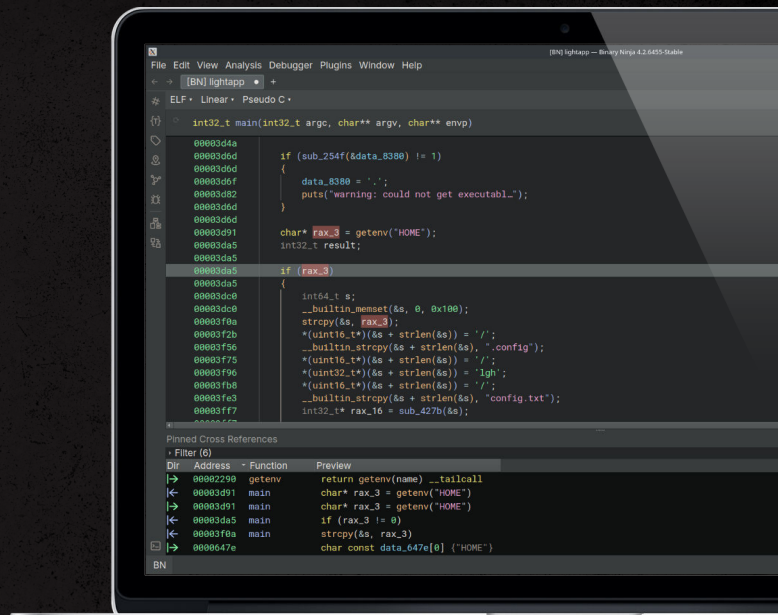 [BN] lightapp — Binary Ninja 4.2.6455-Stable
File Edit View Analysis Debugger Plugins Window Help
[BN] lightapp • +
ELF Linear Pseudo C
int32_t main(int32_t argc, char** argv, char** envp)
00003d4a
00003d6d if (sub_254f(&data_8380) != 1)
00003d6d {
00003d6f data_8380 = '.';
00003d82 puts("warning: could not get executabl…");
00003d6d }
00003d6d
00003d91 char* rax_3 = getenv("HOME");
00003da5 int32_t result;
00003da5
00003da5 if (rax_3)
00003da5 {
00003dc0 int64_t s;
00003dc0 __builtin_memset(&s, 0, 0x100);
00003f0a strcpy(&s, rax_3);
00003f2b *(uint16_t*)(&s + strlen(&s)) = '/';
00003f56 __builtin_strcpy(&s + strlen(&s), ".config");
00003f75 *(uint16_t*)(&s + strlen(&s)) = '/';
00003f96 *(uint32_t*)(&s + strlen(&s)) = 'lgh';
00003fb8 *(uint16_t*)(&s + strlen(&s)) = '/';
00003fe3 __builtin_strcpy(&s + strlen(&s), "config.txt");
00003ff7 int32_t* rax_16 = sub_427b(&s);
Pinned Cross References
Filter (6)
Dir Address Function Preview
00002290 getenv return getenv(name) __tailcall
00003d91 main char* rax_3 = getenv("HOME")
00003d91 main char* rax_3 = getenv("HOME")
00003da5 main if (rax_3 != 0)
00003f0a main strcpy(&s, rax_3)
0000647e char const data_647e[0] {"HOME"}
BN